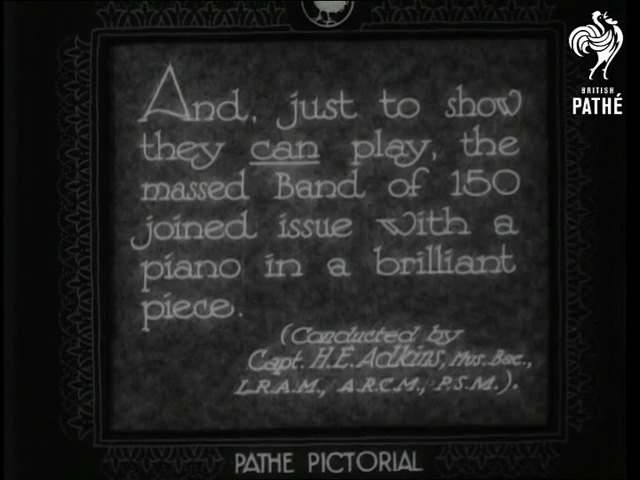 And, just to show
they can play, the
massed Band of 150
joined issue with a
piano in a brilliant
piece.
(Conducted by
Capt. H.E. Adkins, Mus. Bac.,
L.R.A.M., A.R.C.M., P.S.M.).
PATHE PICTORIAL
BRITISH
PATHÉ